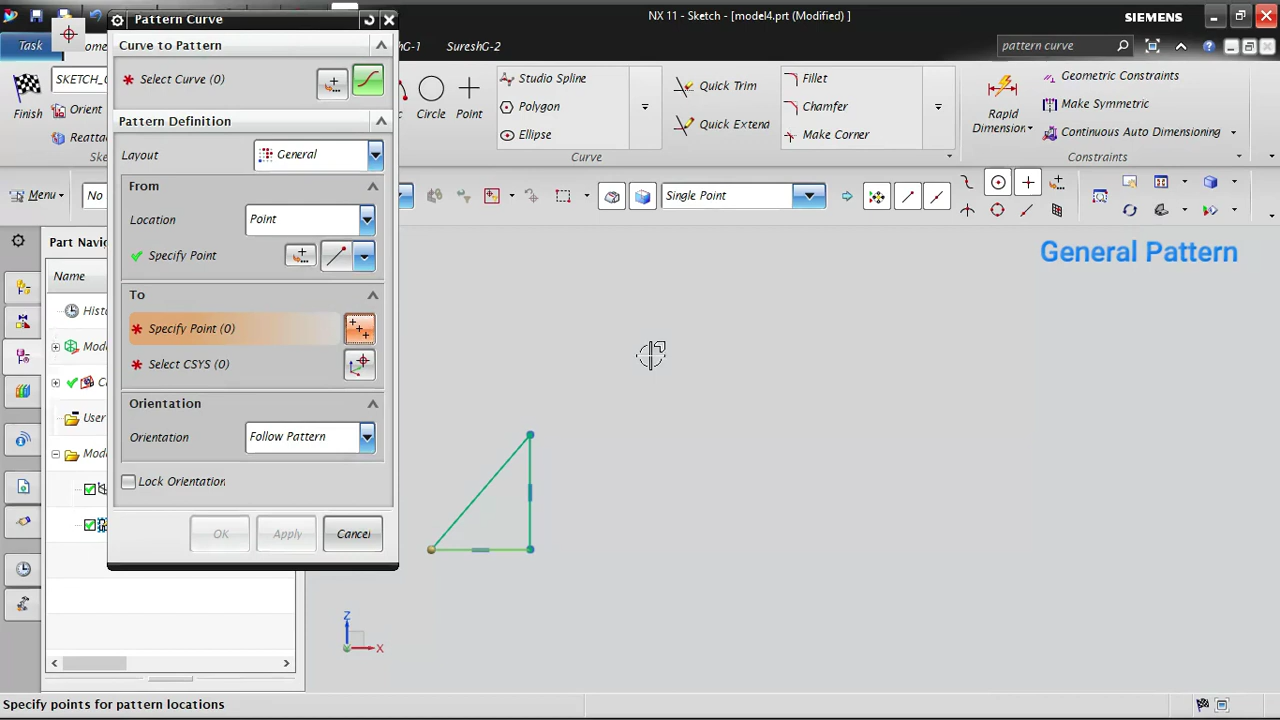 Pattern Curve
NX 11 - Sketch - [model4.prt (Modified) ]
SIEMENS
Task
SureshG-2
pattern curve
Curve to Pattern
Select Curve (0)
Finish
Orient
Circle
Point
Studio Spline
Polygon
Ellipse
Quick Trim
Quick Extend
Fillet
Chamfer
Make Corner
Curve
Rapid
Dimension
Geometric Constraints
Make Symmetric
Continuous Auto Dimensioning
Constraints
Pattern Definition
Layout
General
Menu
No
Single Point
From
Location
Point
Specify Point
General Pattern
Name
To
Specify Point (0)
Select CSYS (0)
User
Orientation
Orientation
Follow Pattern
Lock Orientation
OK
Apply
Cancel
Z
X
Specify points for pattern locations